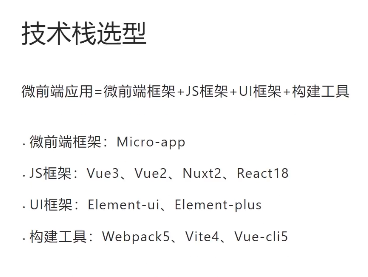 技术栈选型
微前端应用=微前端框架+JS框架+UI框架+构建工具
· 微前端框架：Micro-app
· JS框架：Vue3、Vue2、Nuxt2、React18
· UI框架：Element-ui、Element-plus
· 构建工具：Webpack5、Vite4、Vue-cli5